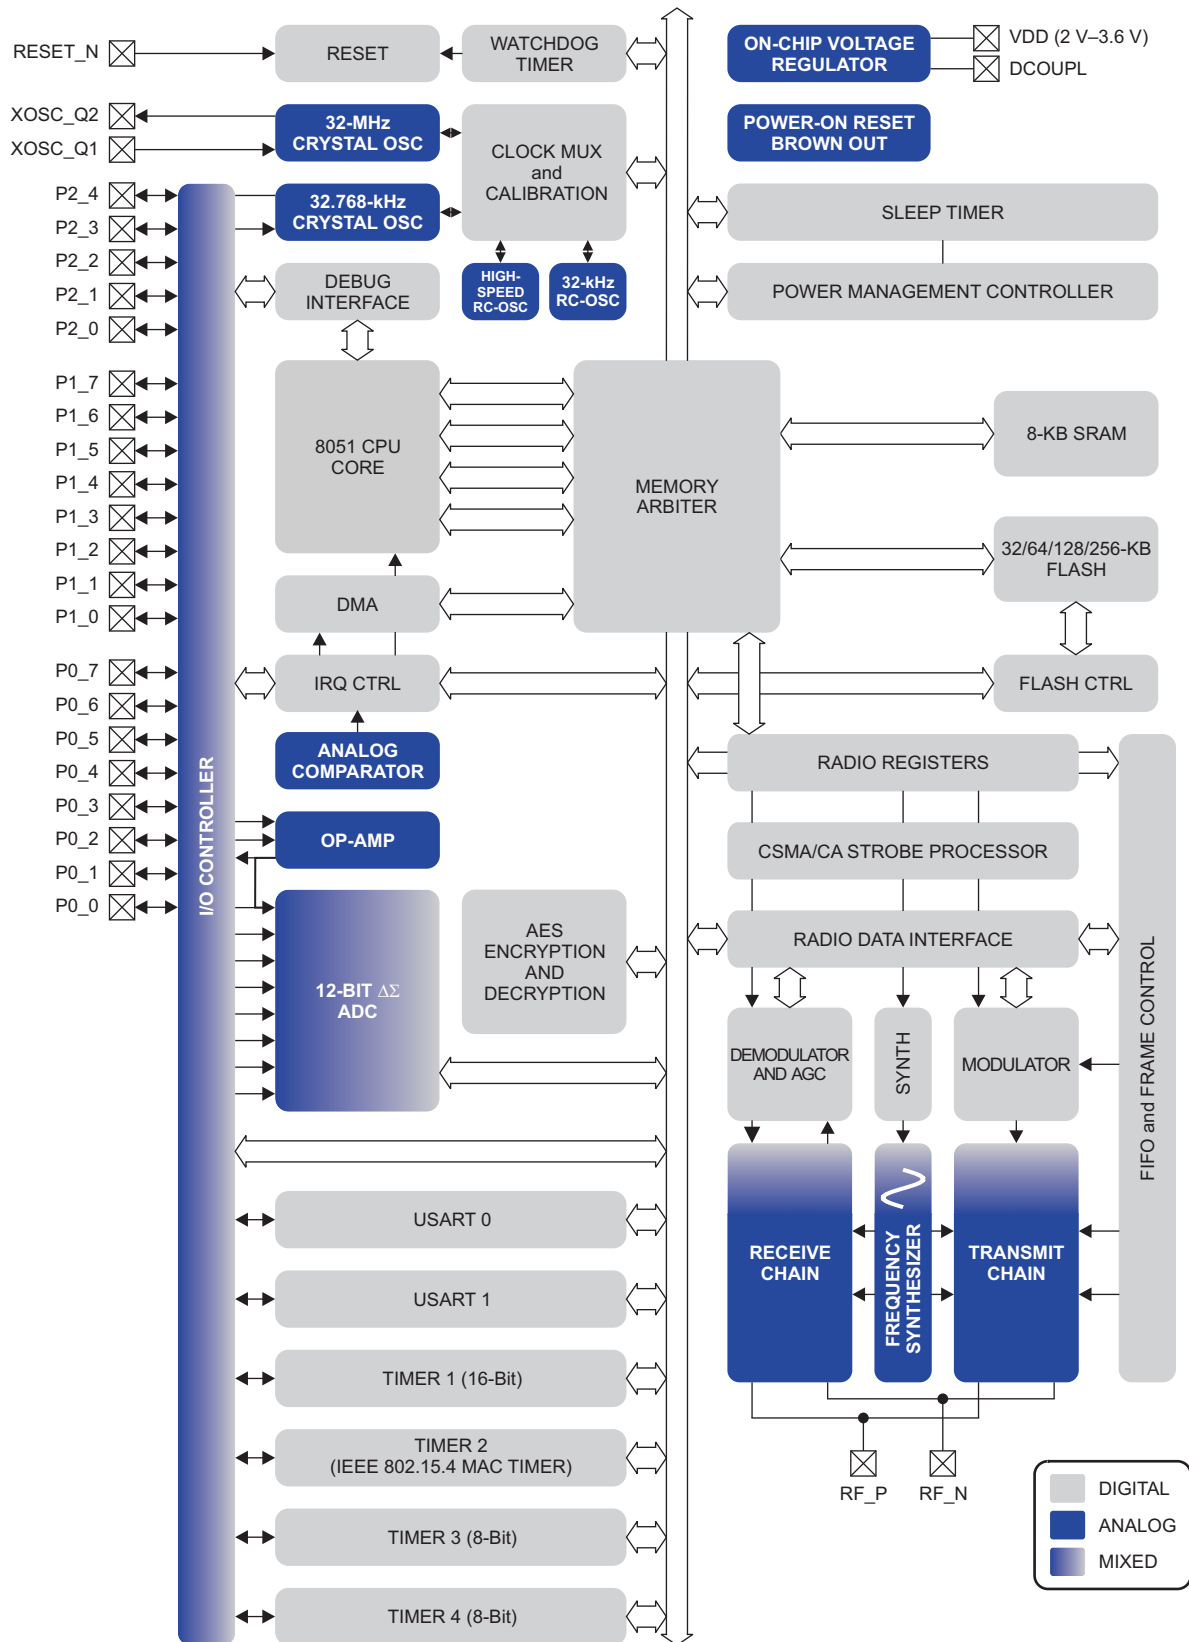 RESET_N
RESET
WATCHDOG
TIMER
ON-CHIP VOLTAGE
REGULATOR
VDD (2 V–3.6 V)
DCOUPL
XOSC_Q2
XOSC_Q1
32-MHz
CRYSTAL OSC
CLOCK MUX
and
CALIBRATION
POWER-ON RESET
BROWN OUT
P2_4
P2_3
P2_2
P2_1
P2_0
32.768-kHz
CRYSTAL OSC
SLEEP TIMER
DEBUG
INTERFACE
HIGH-
SPEED
RC-OSC
32-kHz
RC-OSC
POWER MANAGEMENT CONTROLLER
P1_7
P1_6
P1_5
P1_4
P1_3
P1_2
P1_1
P1_0
8051 CPU
CORE
MEMORY
ARBITER
8-KB SRAM
32/64/128/256-KB
FLASH
DMA
IRQ CTRL
FLASH CTRL
P0_7
P0_6
P0_5
P0_4
P0_3
P0_2
P0_1
P0_0
I/O CONTROLLER
ANALOG
COMPARATOR
OP-AMP
12-BIT ΔΣ
ADC
AES
ENCRYPTION
AND
DECRYPTION
RADIO REGISTERS
CSMA/CA STROBE PROCESSOR
RADIO DATA INTERFACE
FIFO and FRAME CONTROL
DEMODULATOR
AND AGC
SYNTH
MODULATOR
RECEIVE
CHAIN
FREQUENCY
SYNTHESIZER
TRANSMIT
CHAIN
USART 0
USART 1
TIMER 1 (16-Bit)
TIMER 2
(IEEE 802.15.4 MAC TIMER)
TIMER 3 (8-Bit)
TIMER 4 (8-Bit)
RF_P
RF_N
DIGITAL
ANALOG
MIXED